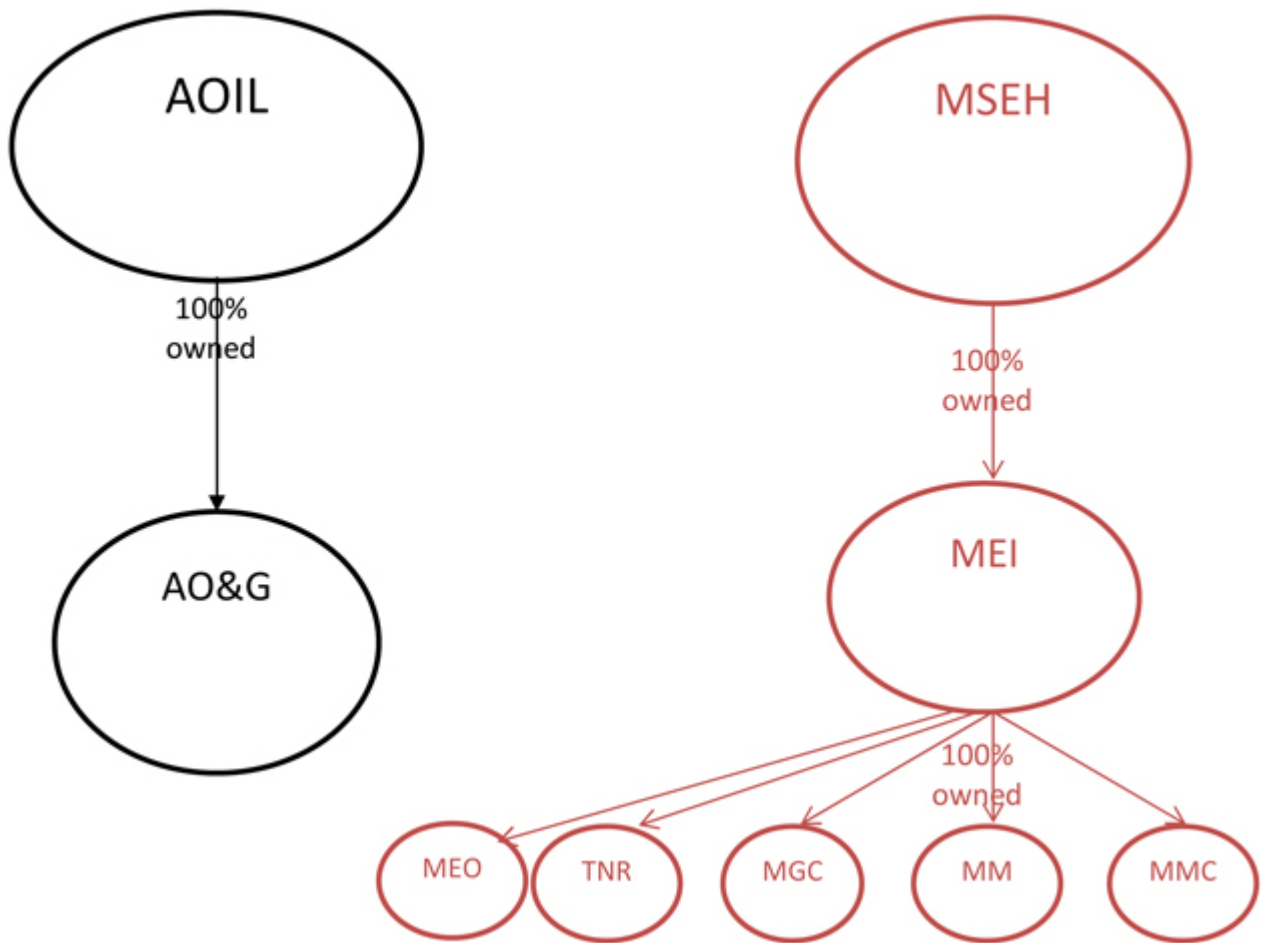 AOIL
MSEH
100%
owned
100%
owned
AO&G
MEI
100%
owned
MEO
TNR
MGC
MM
MMC